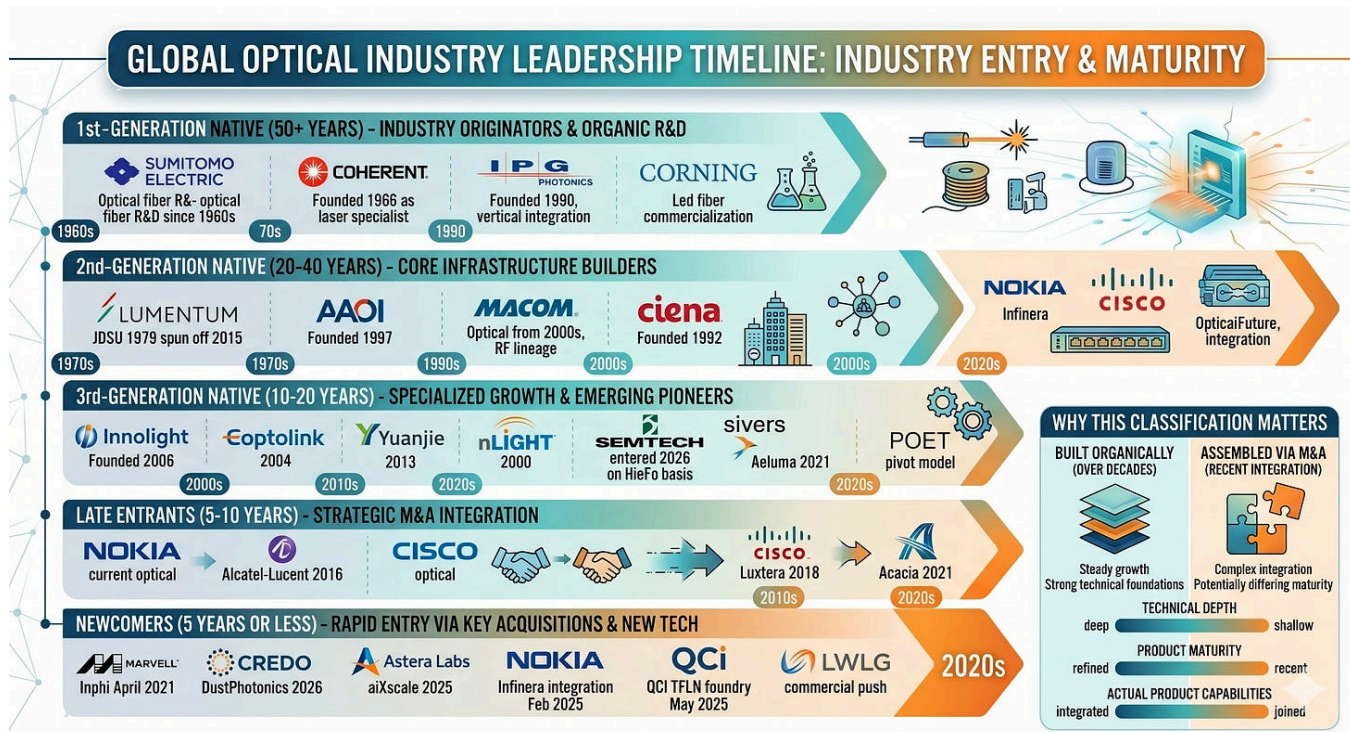 GLOBAL OPTICAL INDUSTRY LEADERSHIP TIMELINE: INDUSTRY ENTRY & MATURITY
1st-GENERATION NATIVE (50+ YEARS) - INDUSTRY ORIGINATORS & ORGANIC R&D
SUMITOMO
ELECTRIC
Optical fiber R&- optical
fiber R&D since 1960s
COHERENT
Founded 1966 as
laser specialist
IPG
PHOTONICS
Founded 1990,
vertical integration
CORNING
Led fiber
commercialization
1960s
70s
1990
2nd-GENERATION NATIVE (20-40 YEARS) - CORE INFRASTRUCTURE BUILDERS
LUMENTUM
JDSU 1979 spun off 2015
AAOI
Founded 1997
MACOM
Optical from 2000s,
RF lineage
ciena
Founded 1992
NOKIA
Infinera
CISCO
OpticaiFuture,
integration
1970s
1970s
1990s
2000s
2000s
2020s
3rd-GENERATION NATIVE (10-20 YEARS) - SPECIALIZED GROWTH & EMERGING PIONEERS
Innolight
Founded 2006
Eoptolink
2004
Yuanjie
2013
nLIGHT
2000
SEMTECH
entered 2026
on HieFo basis
sivers
Aeluma 2021
POET
pivot model
2000s
2010s
2020s
2020s
LATE ENTRANTS (5-10 YEARS) - STRATEGIC M&A INTEGRATION
NOKIA
current optical
Alcatel-Lucent 2016
CISCO
optical
CISCO
Luxtera 2018
Acacia 2021
2010s
2020s
NEWCOMERS (5 YEARS OR LESS) - RAPID ENTRY VIA KEY ACQUISITIONS & NEW TECH
MARVELL
Inphi April 2021
CREDO
DustPhotonics 2026
Astera Labs
aiXscale 2025
NOKIA
Infinera integration
Feb 2025
QCi
QCI TFLN foundry
May 2025
LWLG
commercial push
2020s
WHY THIS CLASSIFICATION MATTERS
BUILT ORGANICALLY
(OVER DECADES)
Steady growth
Strong technical foundations
ASSEMBLED VIA M&A
(RECENT INTEGRATION)
Complex integration
Potentially differing maturity
TECHNICAL DEPTH
deep shallow
PRODUCT MATURITY
refined recent
ACTUAL PRODUCT CAPABILITIES
integrated joined